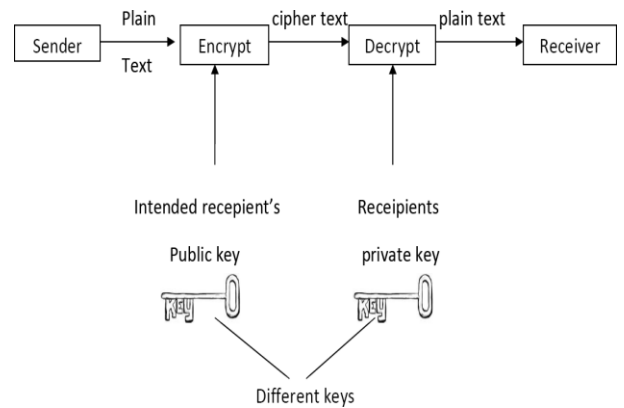 Sender
Plain
Text
Encrypt
cipher text
Decrypt
plain text
Receiver
Intended recepient's
Public key
Receipients
private key
KEY
KEY
Different keys